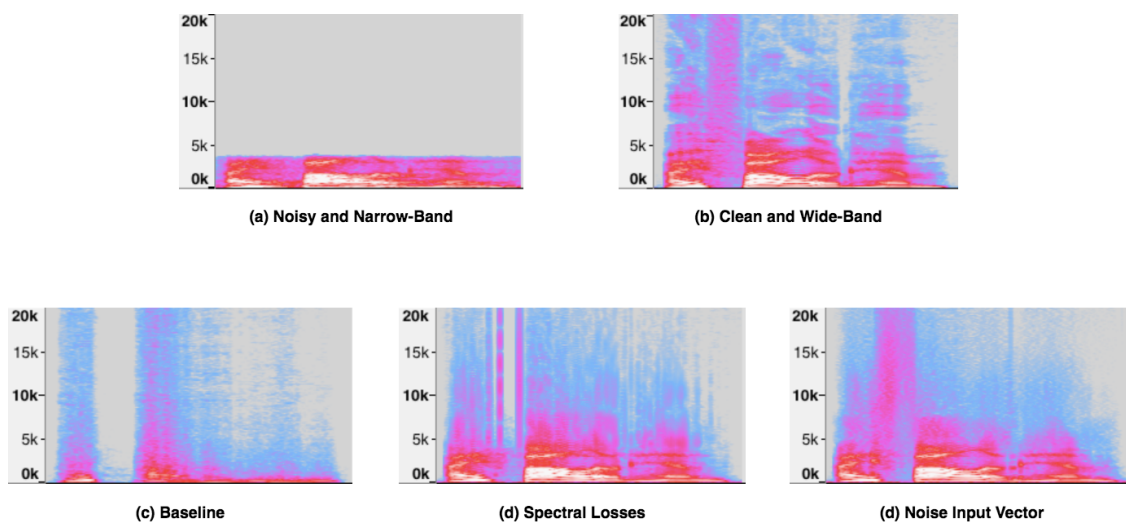 20k
15k
10k
5k
0k
(a) Noisy and Narrow-Band
20k
15k
10k
5k
0k
(b) Clean and Wide-Band
20k
15k
10k
5k
0k
(c) Baseline
20k
15k
10k
5k
0k
(d) Spectral Losses
20k
15k
10k
5k
0k
(d) Noise Input Vector